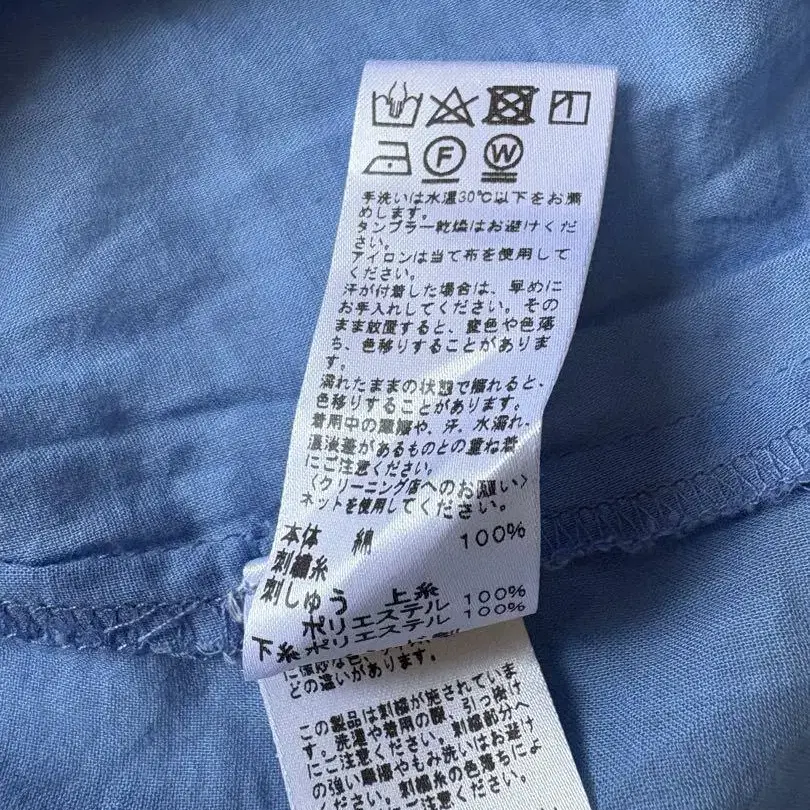 F W
手洗いは水温30℃以下をお薦
めします。
タンブラー乾燥はお避けくだ
さい。
アイロンは当て布を使用して
ください。
汗が付着した場合は、早めに
お手入れしてください。その
まま放置すると、変色や色落
ち、色移りすることがありま
す。
濡れたままの状態で擦れると、
色移りすることがあります。
着用中の摩擦や、汗、水濡れ、
濃淡差があるものとの重ね着
にご注意ください。
〈クリーニング店へのお願い〉
ネットを使用してください。
本体 綿 100%
刺繍糸
刺しゅう 上糸
ポリエステル 100%
下糸ポリエステル 100%
どの違いがあります。
この製品は刺繍が施されていま
す。洗濯や着用の際、引っ掛け
にご注意ください。刺繍部分へ
の強い摩擦やもみ洗いはお避け
ください。刺繍糸の色落ちによ